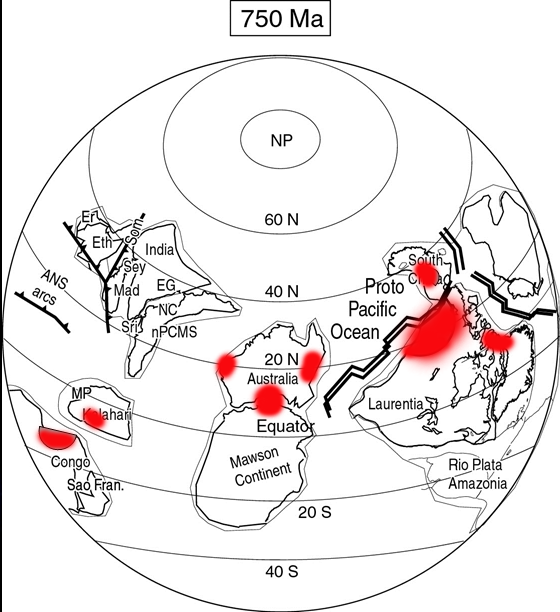 750 Ma
NP
60 N
Er
Eth
Som.
India
Sey
Mad
EG
NC
Sri
nPCMS
ANS
arcs
40 N
South
China
Proto
Pacific
Ocean
20 N
Australia
Laurentia
MP
Kalahari
Equator
Congo
Sao Fran.
Mawson
Continent
Rio Plata
Amazonia
20 S
40 S